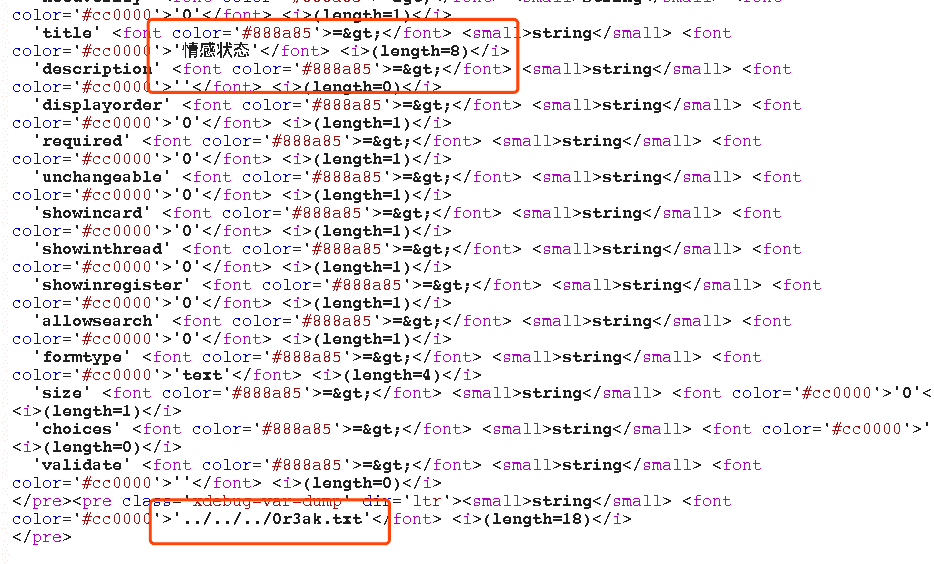 color='#cc0000'>'0'</font> <i>(length=1)</i>
'title' <font color='#888a85'>=&gt;</font> <small>string</small> <font
color='#cc0000'>'情感状态'</font> <i>(length=8)</i>
'description' <font color='#888a85'>=&gt;</font> <small>string</small> <font
color='#cc0000'>''</font> <i>(length=0)</i>
'displayorder' <font color='#888a85'>=&gt;</font> <small>string</small> <font
color='#cc0000'>'0'</font> <i>(length=1)</i>
'required' <font color='#888a85'>=&gt;</font> <small>string</small> <font
color='#cc0000'>'0'</font> <i>(length=1)</i>
'unchangeable' <font color='#888a85'>=&gt;</font> <small>string</small> <font
color='#cc0000'>'0'</font> <i>(length=1)</i>
'showincard' <font color='#888a85'>=&gt;</font> <small>string</small> <font
color='#cc0000'>'0'</font> <i>(length=1)</i>
'showinthread' <font color='#888a85'>=&gt;</font> <small>string</small> <font
color='#cc0000'>'0'</font> <i>(length=1)</i>
'showinregister' <font color='#888a85'>=&gt;</font> <small>string</small> <font
color='#cc0000'>'0'</font> <i>(length=1)</i>
'allowsearch' <font color='#888a85'>=&gt;</font> <small>string</small> <font
color='#cc0000'>'0'</font> <i>(length=1)</i>
'formtype' <font color='#888a85'>=&gt;</font> <small>string</small> <font
color='#cc0000'>'text'</font> <i>(length=4)</i>
'size' <font color='#888a85'>=&gt;</font> <small>string</small> <font color='#cc0000'>'0'<
<i>(length=1)</i>
'choices' <font color='#888a85'>=&gt;</font> <small>string</small> <font color='#cc0000'>'
<i>(length=0)</i>
'validate' <font color='#888a85'>=&gt;</font> <small>string</small> <font
color='#cc0000'>''</font> <i>(length=0)</i>
</pre><pre class='xdebug-var-dump' dir='ltr'><small>string</small> <font
color='#cc0000'>'../../../0r3ak.txt'</font> <i>(length=18)</i>
</pre>